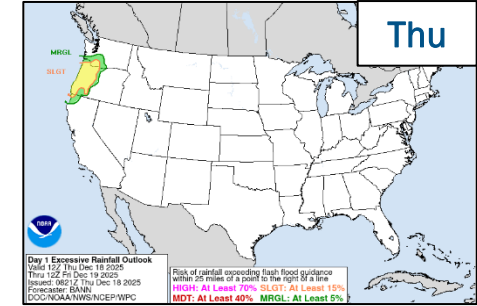 Thu
MRGL
SLGT
NOAA
Day 1 Excessive Rainfall Outlook
Valid 12Z Thu Dec 18 2025
Thru 12Z Fri Dec 19 2025
Issued: 0821Z Thu Dec 18 2025
Forecaster: BANN
DOC/NOAA/NWS/NCEP/WPC
Risk of rainfall exceeding flash flood guidance
within 25 miles of a point to the right of a line
HIGH: At Least 70% SLGT: At Least 15%
MDT: At Least 40% MRGL: At Least 5%